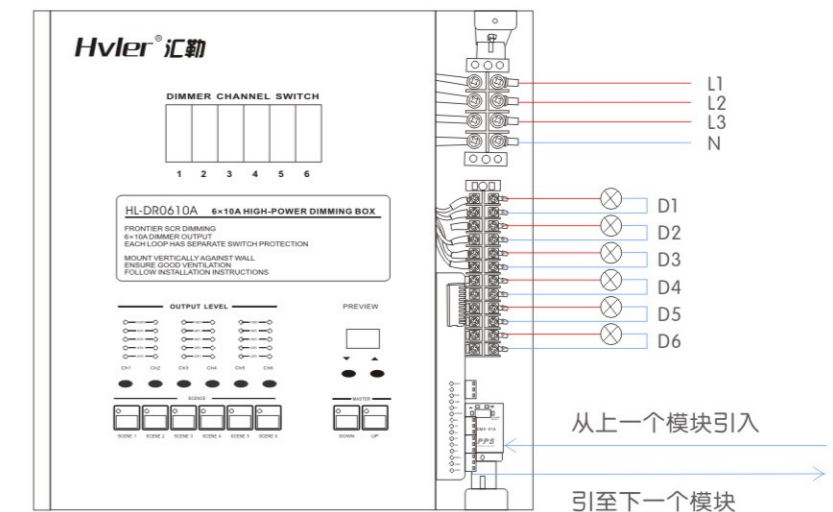 Hvler®汇勒
DIMMER CHANNEL SWITCH
1 2 3 4 5 6
HL-DR0610A 6×10A HIGH-POWER DIMMING BOX
FRONTIER SCR DIMMING
6×10A DIMMER OUTPUT
EACH LOOP HAS SEPARATE SWITCH PROTECTION
MOUNT VERTICALLY AGAINST WALL
ENSURE GOOD VENTILATION
FOLLOW INSTALLATION INSTRUCTIONS
OUTPUT LEVEL
Ch1 Ch2 Ch3 Ch4 Ch5 Ch6
SCENCE
SCENE 1 SCENE 2 SCENE 3 SCENE 4 SCENE 5 SCENE 6
PREVIEW
MASTER
DOWN UP
L1
L2
L3
N
D1
D2
D3
D4
D5
D6
PPS
从上一个模块引入
引至下一个模块